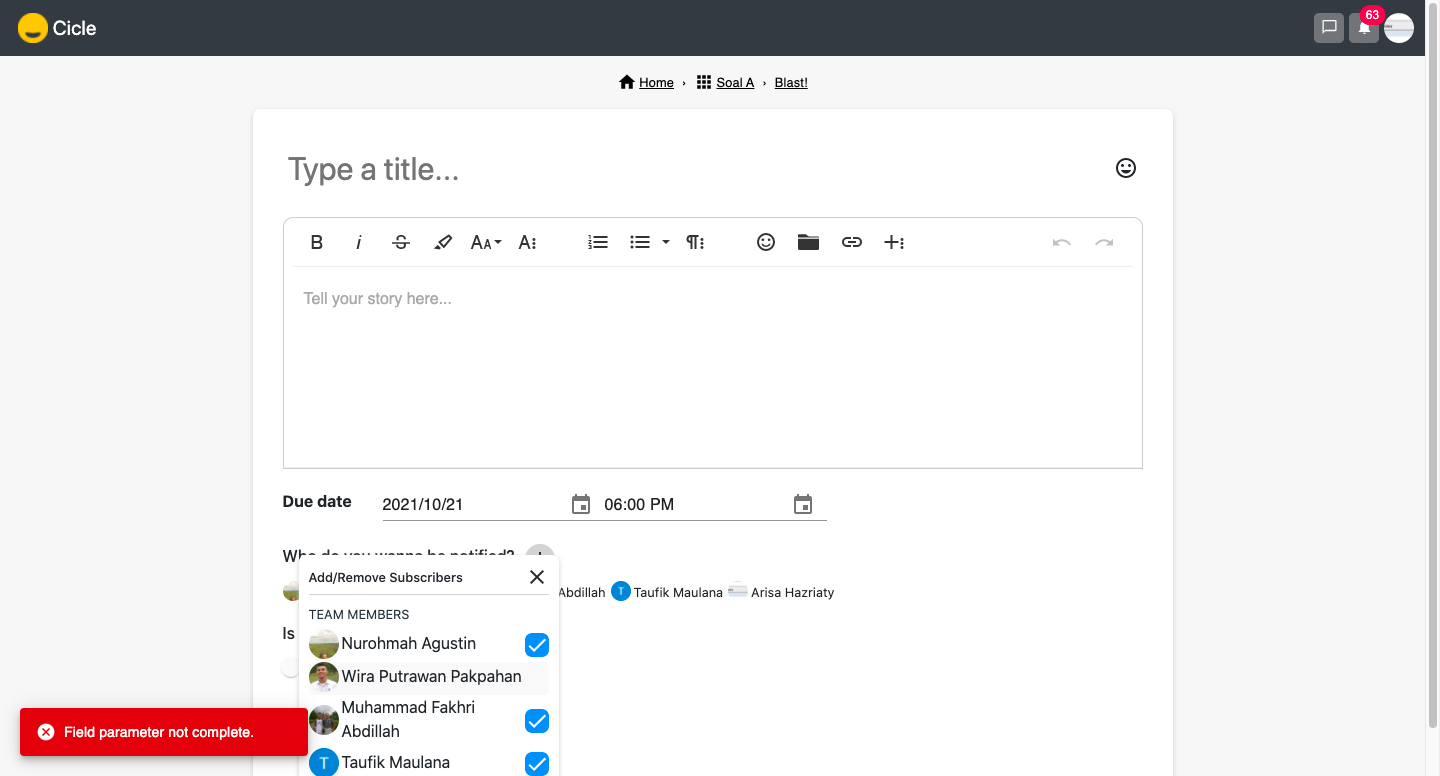 Cicle
63
Home › Soal A › Blast!
Type a title...
Tell your story here...
Due date 2021/10/21 06:00 PM
Who do you wanna be notified?
Abdillah T Taufik Maulana Arisa Hazriaty
Add/Remove Subscribers
TEAM MEMBERS
Nurohmah Agustin
Is
Wira Putrawan Pakpahan
Muhammad Fakhri
Abdillah
T Taufik Maulana
Field parameter not complete.